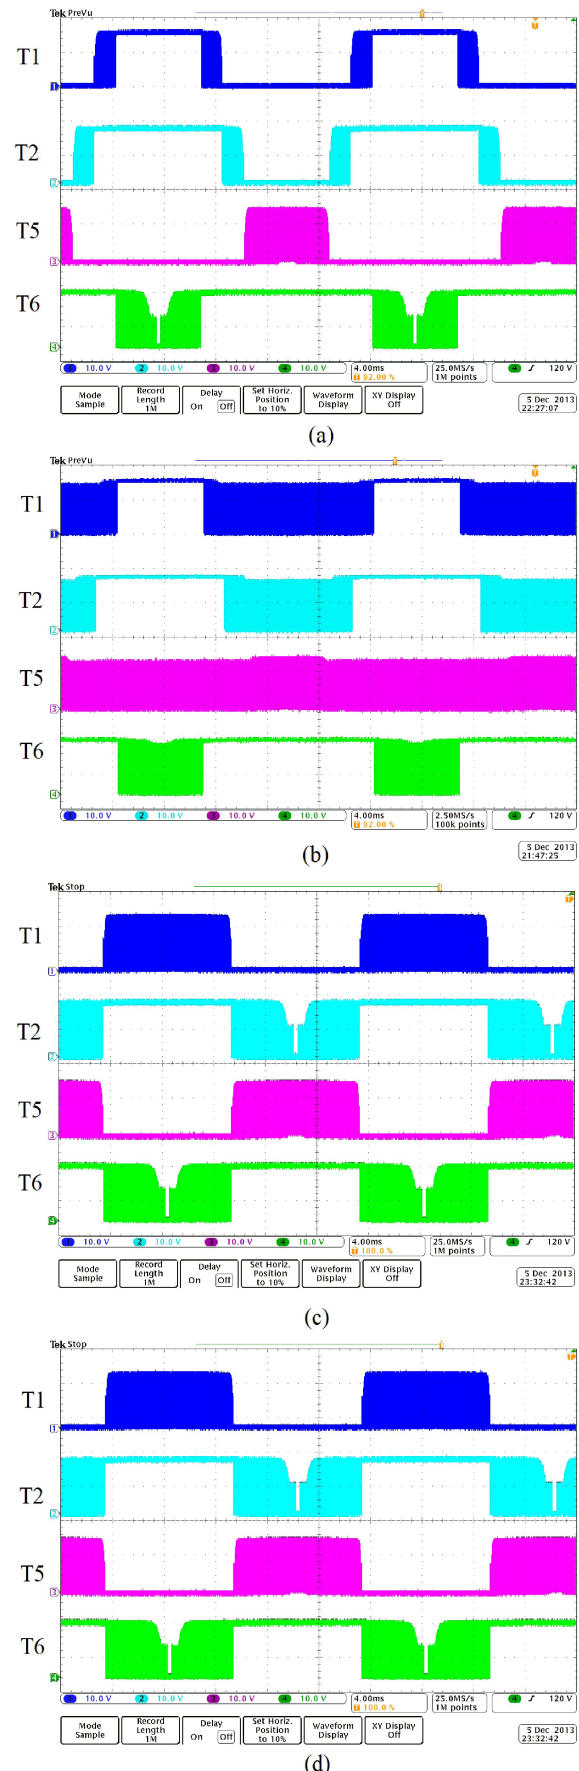 Tek PreVu
T1
T2
T5
T6
1 10.0 V 2 10.0 V 3 10.0 V 4 10.0 V 4.00ms 25.0MS/s 4 120 V
92.00 % 1M points
Mode Sample
Record Length 1M
Delay On Off
Set Horiz. Position to 10%
Waveform Display
XY Display Off
5 Dec 2013
22:27:07
(a)
Tek PreVu
T1
T2
T5
T6
1 10.0 V 2 10.0 V 3 10.0 V 4 10.0 V 4.00ms 2.50MS/s 4 120 V
92.00 % 100k points
5 Dec 2013
21:47:25
(b)
Tek Stop
T1
T2
T5
T6
1 10.0 V 2 10.0 V 3 10.0 V 4 10.0 V 4.00ms 25.0MS/s 4 120 V
100.0 % 1M points
Mode Sample
Record Length 1M
Delay On Off
Set Horiz. Position to 10%
Waveform Display
XY Display Off
5 Dec 2013
23:32:42
(c)
Tek Stop
T1
T2
T5
T6
1 10.0 V 2 10.0 V 3 10.0 V 4 10.0 V 4.00ms 25.0MS/s 4 120 V
100.0 % 1M points
Mode Sample
Record Length 1M
Delay On Off
Set Horiz. Position to 10%
Waveform Display
XY Display Off
5 Dec 2013
23:32:42
(d)